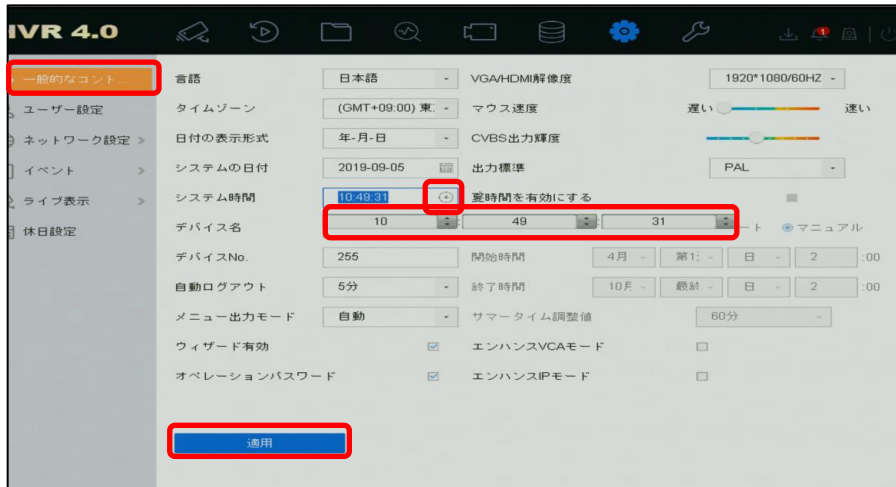 HVR 4.0
一般的なコント...
ユーザー設定
ネットワーク設定 >
イベント >
ライブ表示 >
休日設定
言語 日本語 VGA/HDMI解像度 1920*1080/60HZ
タイムゾーン (GMT+09:00) 東 マウス速度 遅い 速い
日付の表示形式 年-月-日 CVBS出力輝度
システムの日付 2019-09-05 出力標準 PAL
システム時間 10:49:31 夏時間を有効にする
デバイス名 10 : 49 : 31 ート マニュアル
デバイスNo. 255 開始時間 4月 日 2 :00
自動ログアウト 5分 終了時間 10月 最終 日 2 :00
メニュー出力モード 自動 サマータイム調整値 60分
ウィザード有効 エンハンスVCAモード
オペレーションパスワード エンハンスIPモード
適用